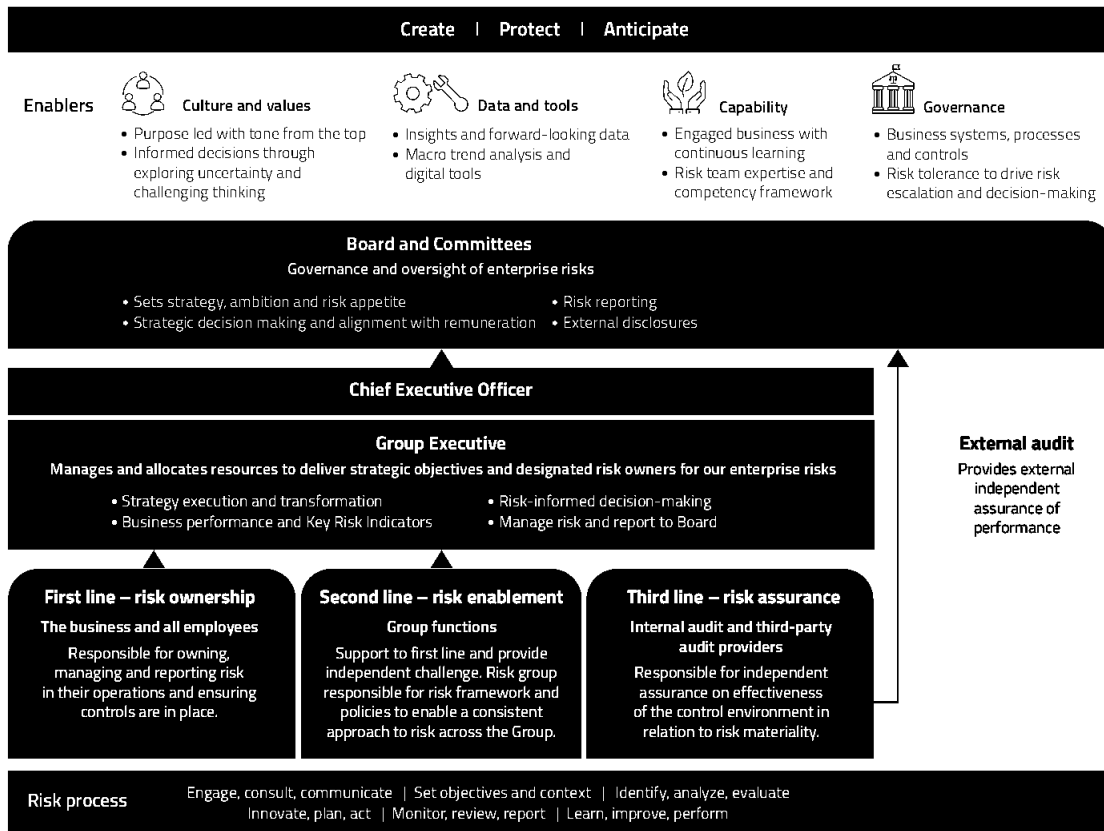 Create | Protect | Anticipate
Enablers
Culture and values
• Purpose led with tone from the top
• Informed decisions through
exploring uncertainty and
challenging thinking
Data and tools
• Insights and forward-looking data
• Macro trend analysis and
digital tools
Capability
• Engaged business with
continuous learning
• Risk team expertise and
competency framework
Governance
• Business systems, processes
and controls
• Risk tolerance to drive risk
escalation and decision-making
Board and Committees
Governance and oversight of enterprise risks
• Sets strategy, ambition and risk appetite
• Strategic decision making and alignment with remuneration
• Risk reporting
• External disclosures
Chief Executive Officer
Group Executive
Manages and allocates resources to deliver strategic objectives and designated risk owners for our enterprise risks
• Strategy execution and transformation
• Business performance and Key Risk Indicators
• Risk-informed decision-making
• Manage risk and report to Board
External audit
Provides external
independent
assurance of
performance
First line – risk ownership
The business and all employees
Responsible for owning,
managing and reporting risk
in their operations and ensuring
controls are in place.
Second line – risk enablement
Group functions
Support to first line and provide
independent challenge. Risk group
responsible for risk framework and
policies to enable a consistent
approach to risk across the Group.
Third line – risk assurance
Internal audit and third-party
audit providers
Responsible for independent
assurance on effectiveness
of the control environment in
relation to risk materiality.
Risk process
Engage, consult, communicate | Set objectives and context | Identify, analyze, evaluate
Innovate, plan, act | Monitor, review, report | Learn, improve, perform